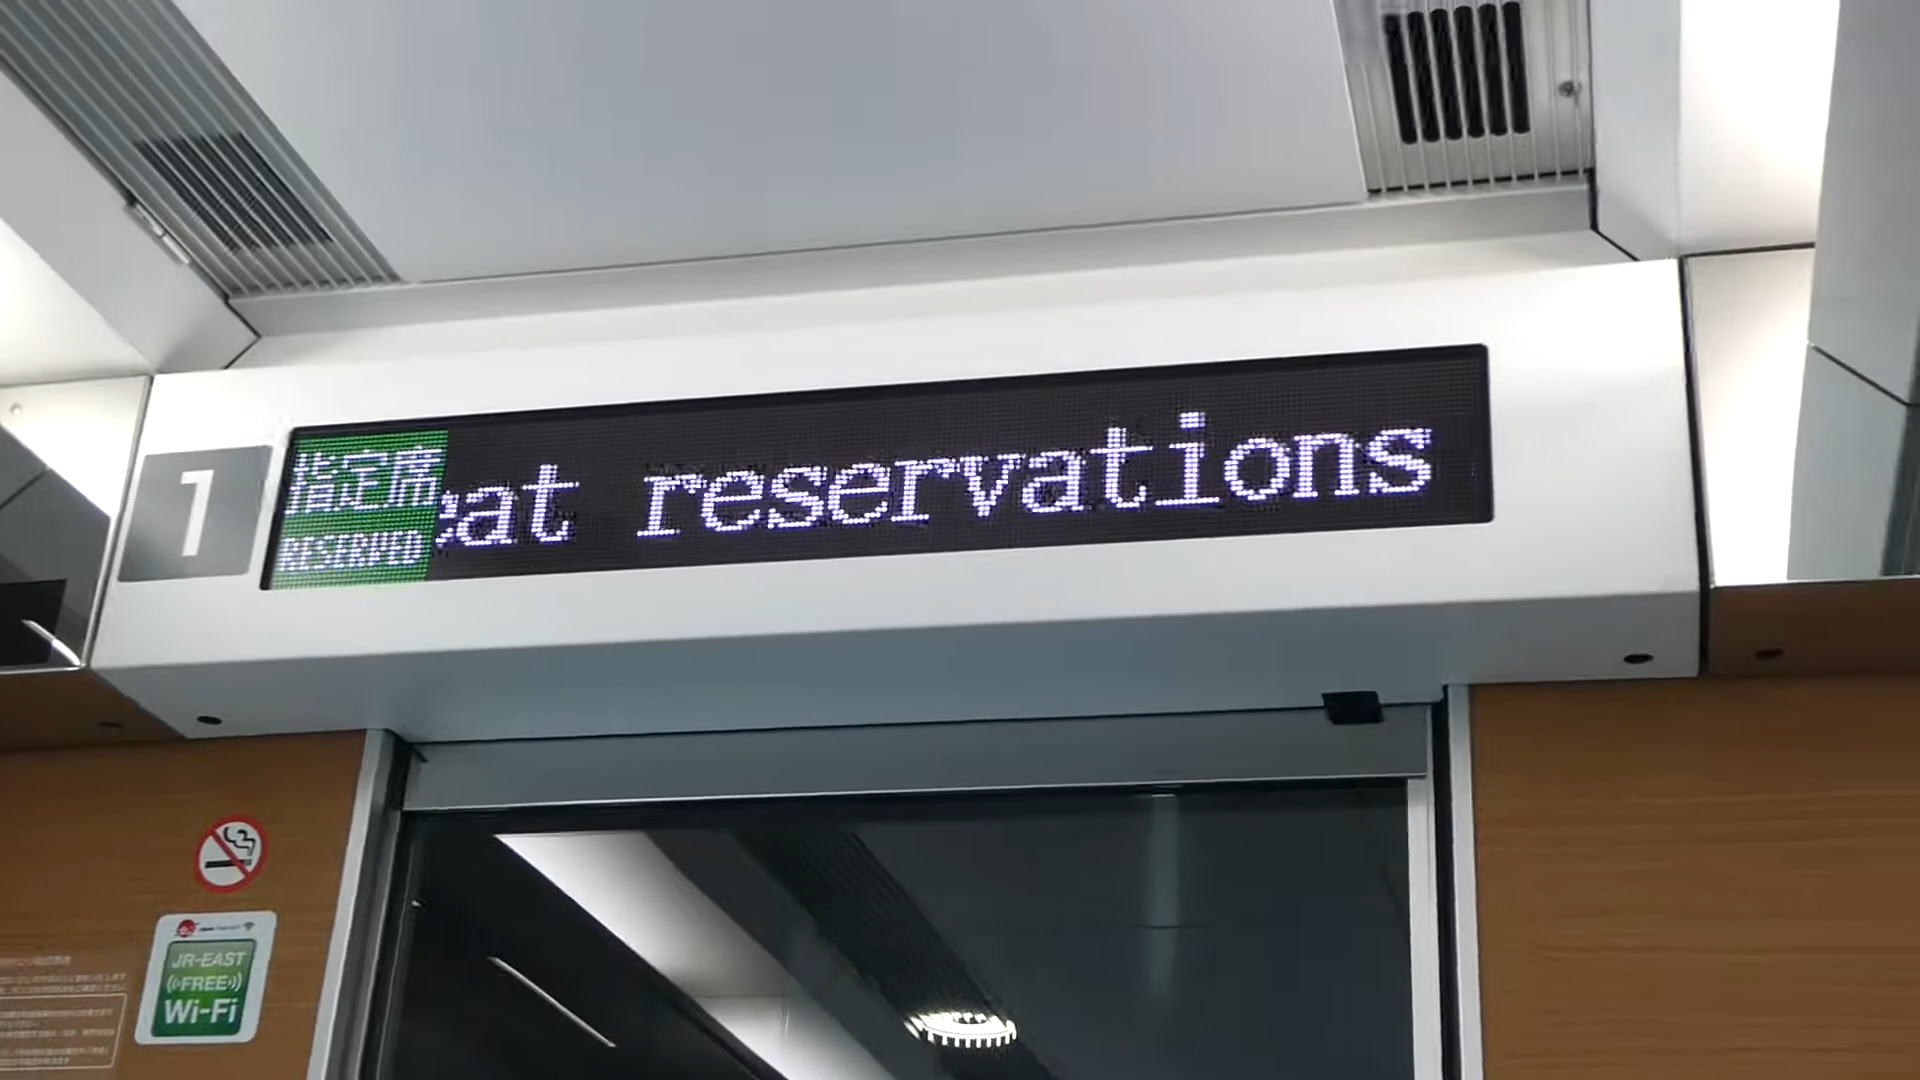 1
指定席
RESERVED
eat reservations
JR-EAST
FREE
Wi-Fi